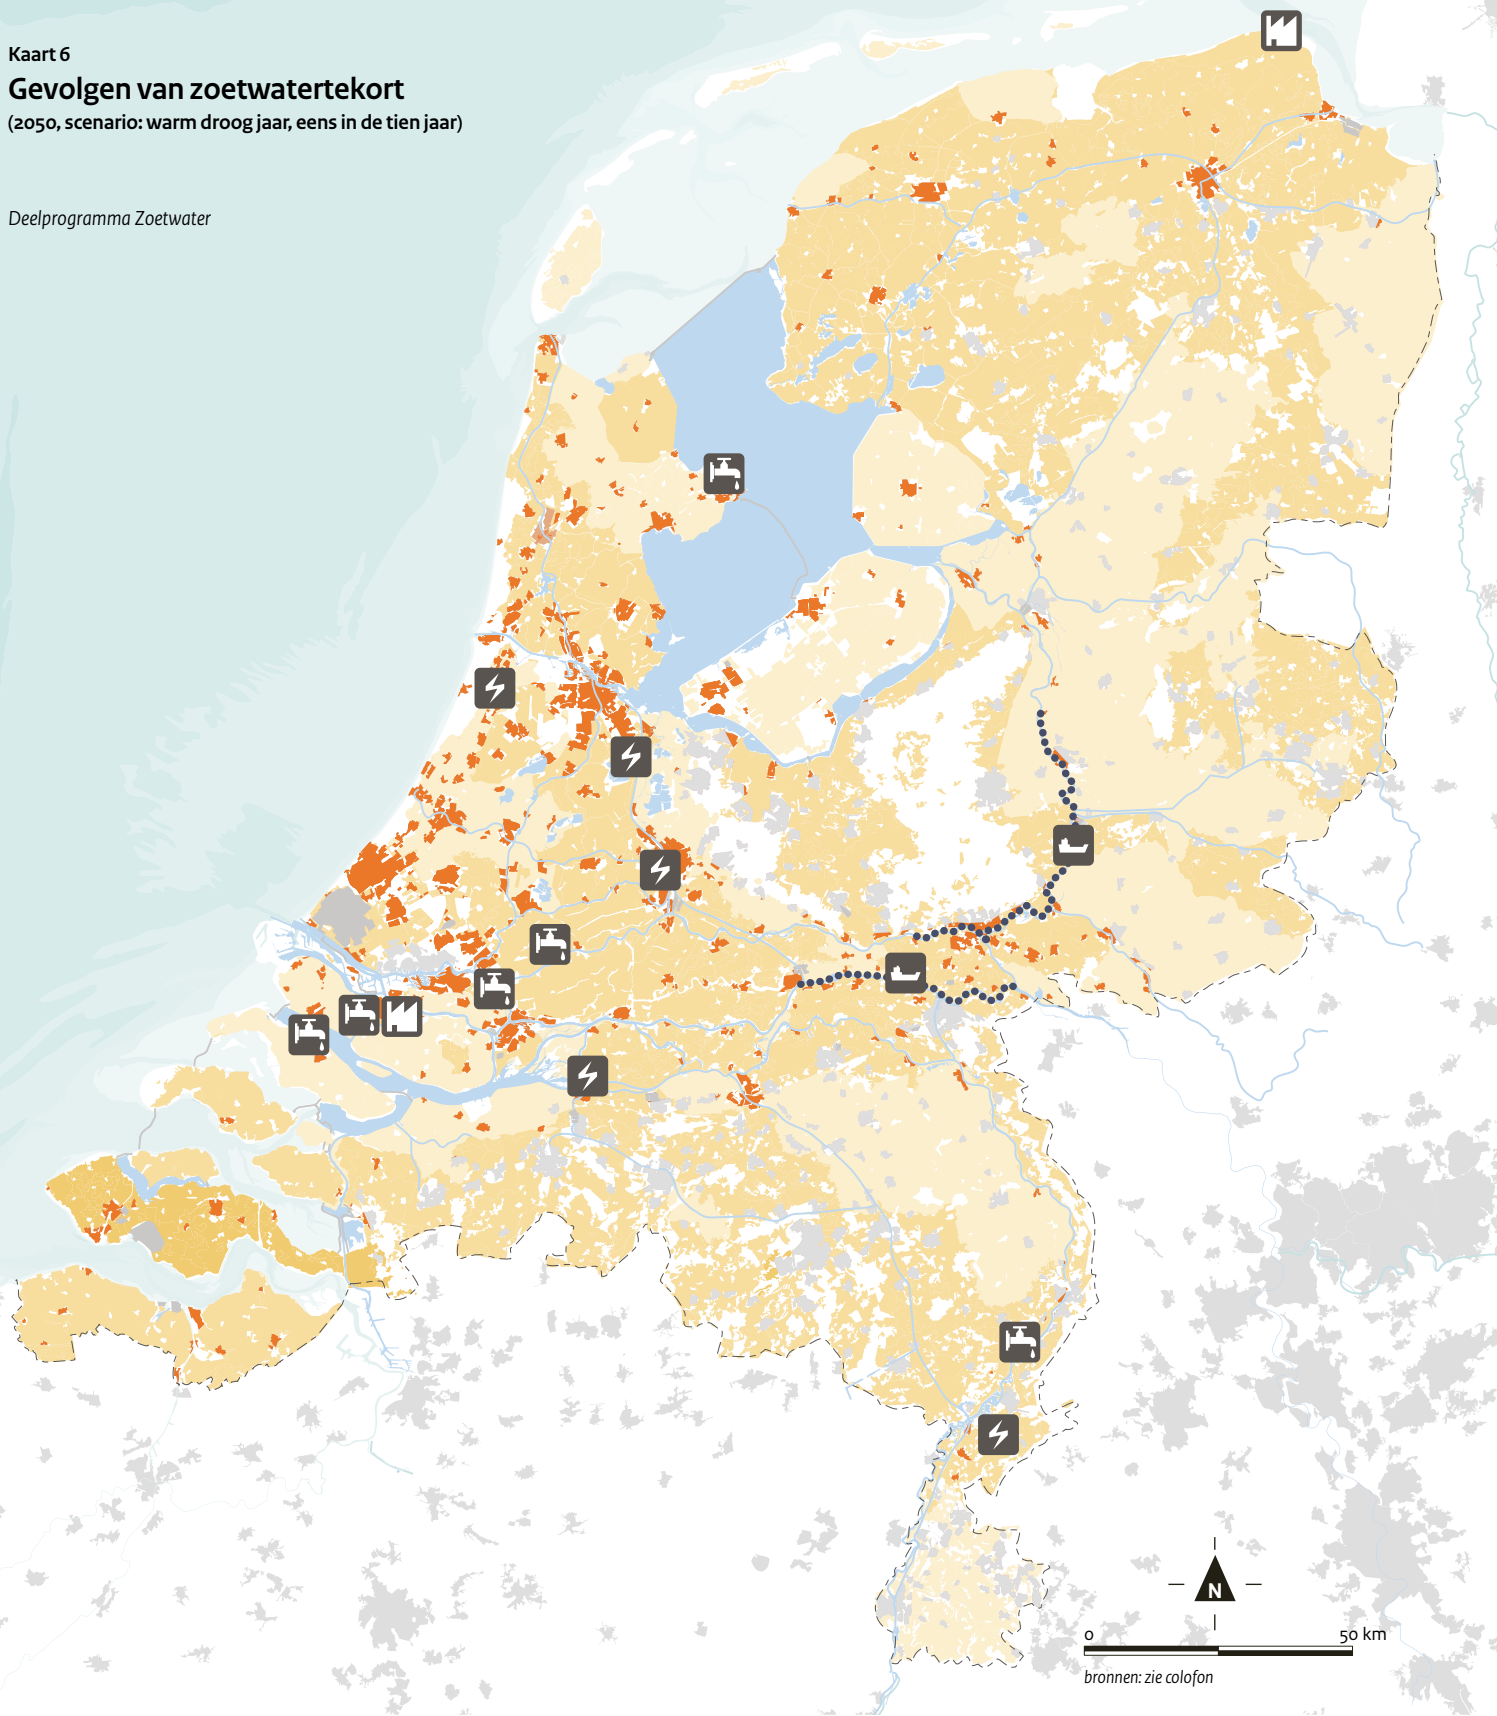 Kaart 6
Gevolgen van zoetwatertekort
(2050, scenario: warm droog jaar, eens in de tien jaar)
Deelprogramma Zoetwater
N
0 50 km
bronnen: zie colofon